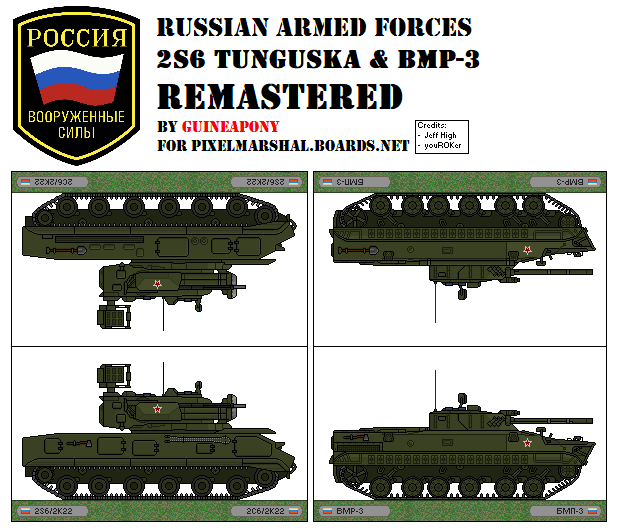 РОССИЯ
ВООРУЖЕННЫЕ
СИЛЫ
RUSSIAN ARMED FORCES
2S6 TUNGUSKA & BMP-3
REMASTERED
BY GUINEAPONY
FOR PIXELMARSHAL.BOARDS.NET
Credits:
- Jeff High
- youROKer
2С6/2К22 2S6/2K22
БМП-3 BMP-3
2S6/2K22 2С6/2К22
BMP-3 БМП-3